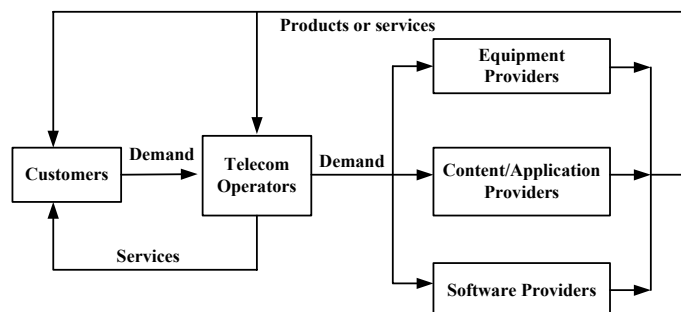 Products or services
Equipment
Providers
Customers
Demand
Telecom
Operators
Demand
Content/Application
Providers
Services
Software Providers